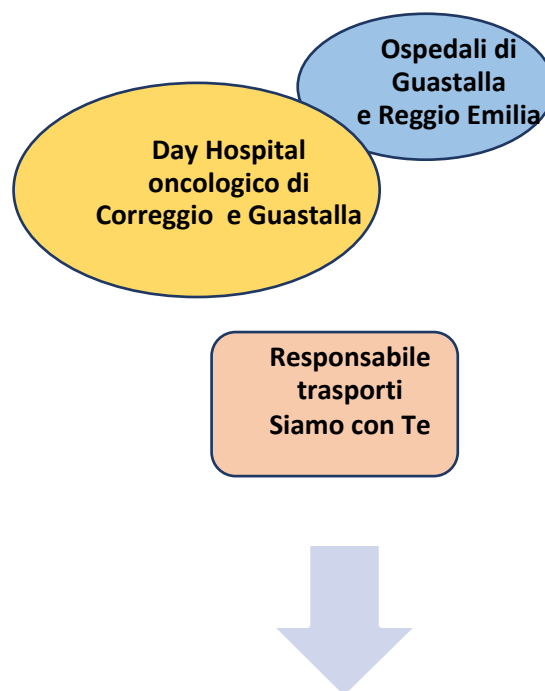 Ospedali di
Guastalla
e Reggio Emilia
Day Hospital
oncologico di
Correggio e Guastalla
Responsabile
trasporti
Siamo con Te